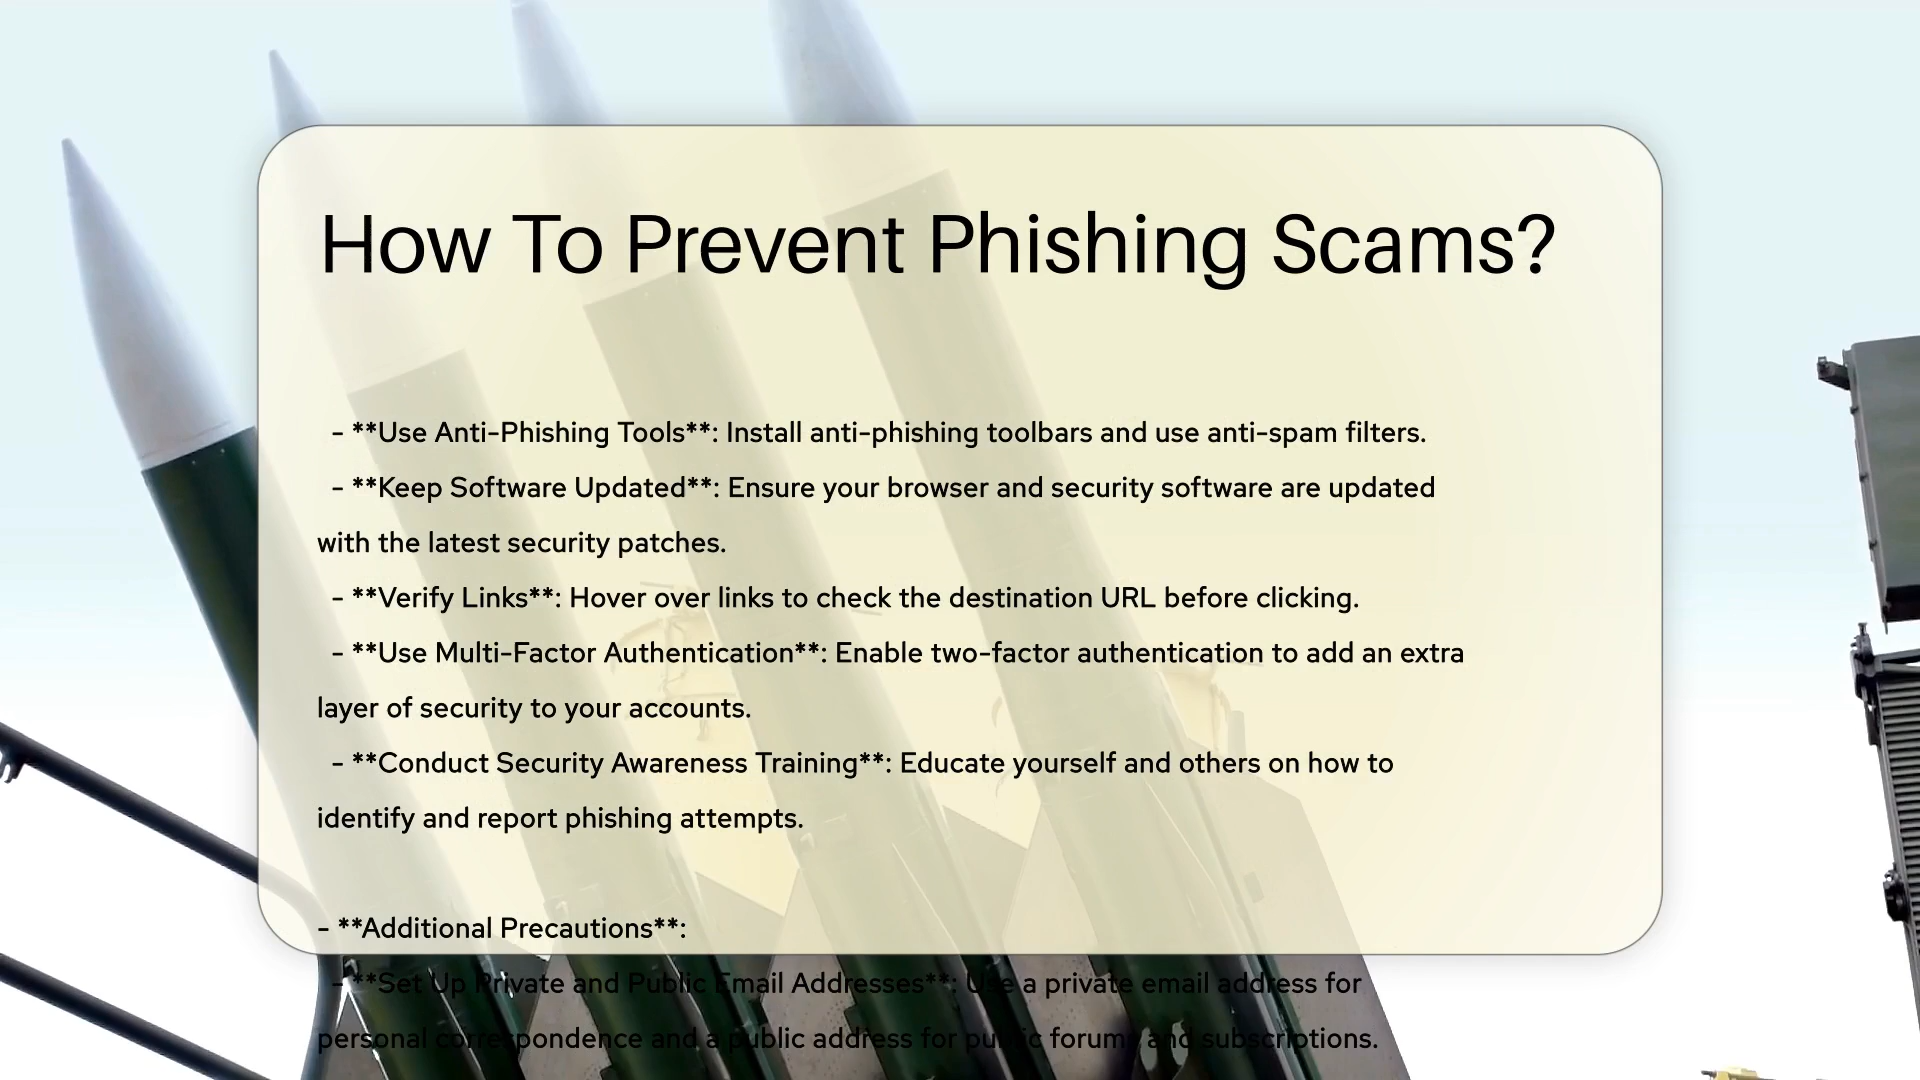 How To Prevent Phishing Scams?
- **Use Anti-Phishing Tools**: Install anti-phishing toolbars and use anti-spam filters.
- **Keep Software Updated**: Ensure your browser and security software are updated
with the latest security patches.
- **Verify Links**: Hover over links to check the destination URL before clicking.
- **Use Multi-Factor Authentication**: Enable two-factor authentication to add an extra
layer of security to your accounts.
- **Conduct Security Awareness Training**: Educate yourself and others on how to
identify and report phishing attempts.
- **Additional Precautions**:
- **Set Up Private and Public Email Addresses**: Use a private email address for
personal correspondence and a public address for public forums and subscriptions.